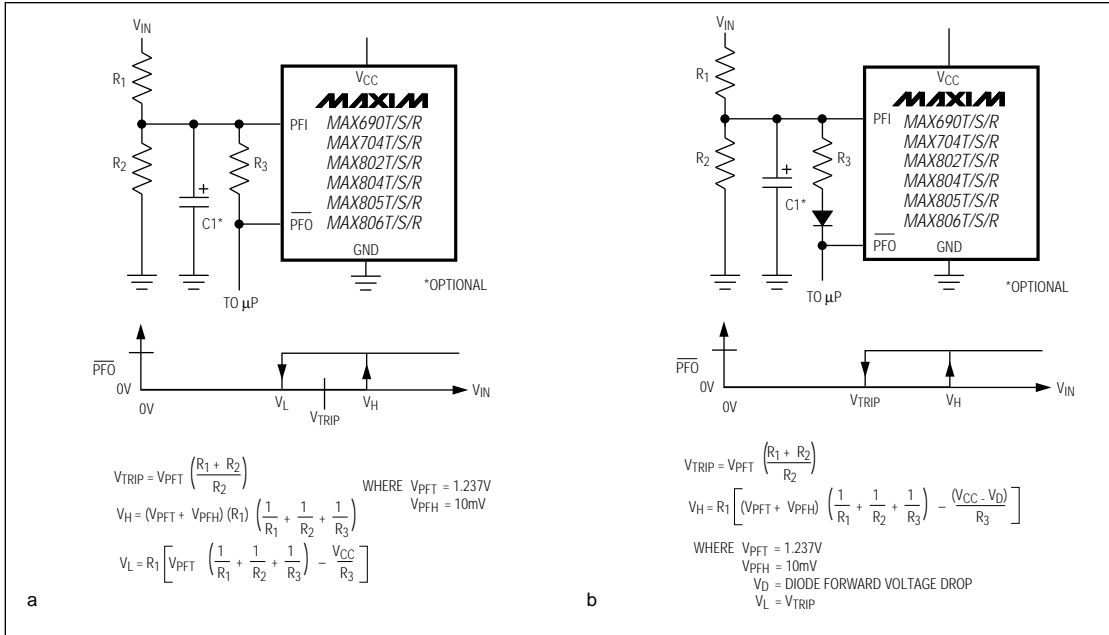 VIN
R1
VCC
MAXIM
PFI
MAX690T/S/R
MAX704T/S/R
R2
R3
MAX802T/S/R
MAX804T/S/R
+
MAX805T/S/R
C1*
PFO
MAX806T/S/R
GND
*OPTIONAL
TO µP
PFO
0V
0V
VL
VTRIP
VH
VIN
VTRIP = VPFT (R1 + R2 / R2)
WHERE VPFT = 1.237V
VPFH = 10mV
VH = (VPFT + VPFH) (R1) (1/R1 + 1/R2 + 1/R3)
VL = R1 [VPFT (1/R1 + 1/R2 + 1/R3) – VCC/R3]
a
VIN
R1
VCC
MAXIM
PFI
MAX690T/S/R
MAX704T/S/R
R2
R3
MAX802T/S/R
MAX804T/S/R
+
MAX805T/S/R
C1*
MAX806T/S/R
PFO
GND
*OPTIONAL
TO µP
PFO
0V
0V
VTRIP
VH
VIN
VTRIP = VPFT (R1 + R2 / R2)
VH = R1 [(VPFT + VPFH) (1/R1 + 1/R2 + 1/R3) – (VCC - VD)/R3]
WHERE VPFT = 1.237V
VPFH = 10mV
VD = DIODE FORWARD VOLTAGE DROP
VL = VTRIP
b